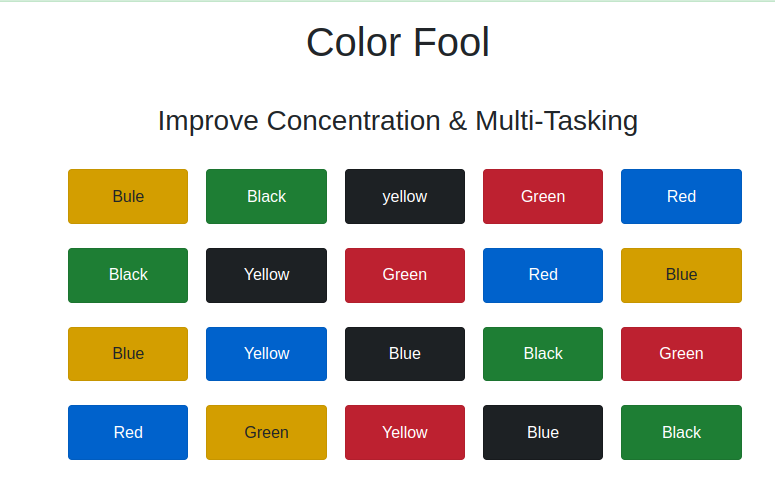 Color Fool
Improve Concentration & Multi-Tasking
Bule Black yellow Green Red
Black Yellow Green Red Blue
Blue Yellow Blue Black Green
Red Green Yellow Blue Black